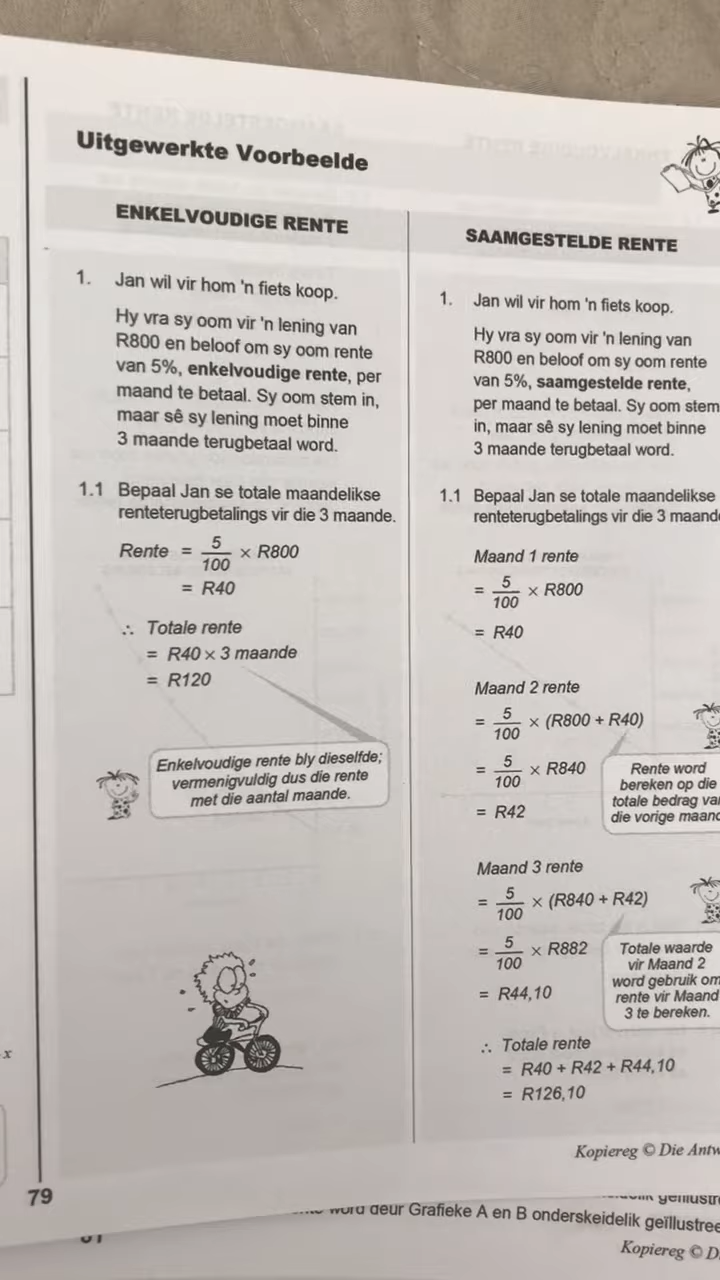 Uitgewerkte Voorbeelde
ENKELVOUDIGE RENTE
1. Jan wil vir hom 'n fiets koop.
Hy vra sy oom vir 'n lening van
R800 en beloof om sy oom rente
van 5%, enkelvoudige rente, per
maand te betaal. Sy oom stem in,
maar sê sy lening moet binne
3 maande terugbetaal word.
1.1 Bepaal Jan se totale maandelikse
renteterugbetalings vir die 3 maande.
Rente = 5/100 × R800
= R40
∴ Totale rente
= R40 × 3 maande
= R120
Enkelvoudige rente bly dieselfde;
vermenigvuldig dus die rente
met die aantal maande.
SAAMGESTELDE RENTE
1. Jan wil vir hom 'n fiets koop.
Hy vra sy oom vir 'n lening van
R800 en beloof om sy oom rente
van 5%, saamgestelde rente,
per maand te betaal. Sy oom stem
in, maar sê sy lening moet binne
3 maande terugbetaal word.
1.1 Bepaal Jan se totale maandelikse
renteterugbetalings vir die 3 maand
Maand 1 rente
= 5/100 × R800
= R40
Maand 2 rente
= 5/100 × (R800 + R40)
= 5/100 × R840
= R42
Rente word
bereken op die
totale bedrag va
die vorige maand
Maand 3 rente
= 5/100 × (R840 + R42)
= 5/100 × R882
= R44,10
Totale waarde
vir Maand 2
word gebruik om
rente vir Maand
3 te bereken.
∴ Totale rente
= R40 + R42 + R44,10
= R126,10
Kopiereg © Die Antw
x
79
word deur Grafieke A en B onderskeidelik geïllustree
Kopiereg © D